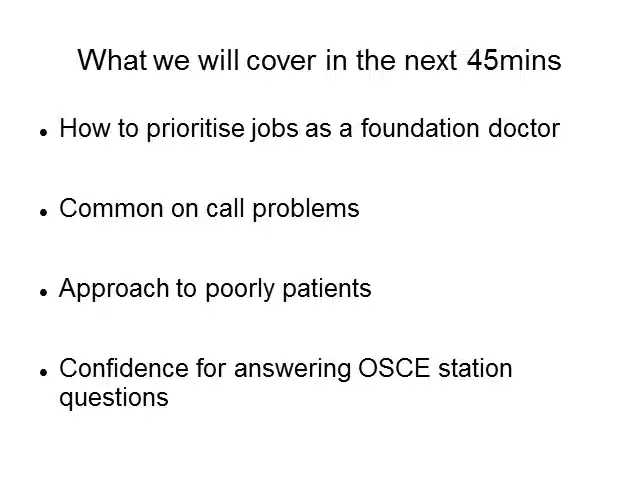 What we will cover in the next 45mins
• How to prioritise jobs as a foundation doctor
• Common on call problems
• Approach to poorly patients
• Confidence for answering OSCE station
questions